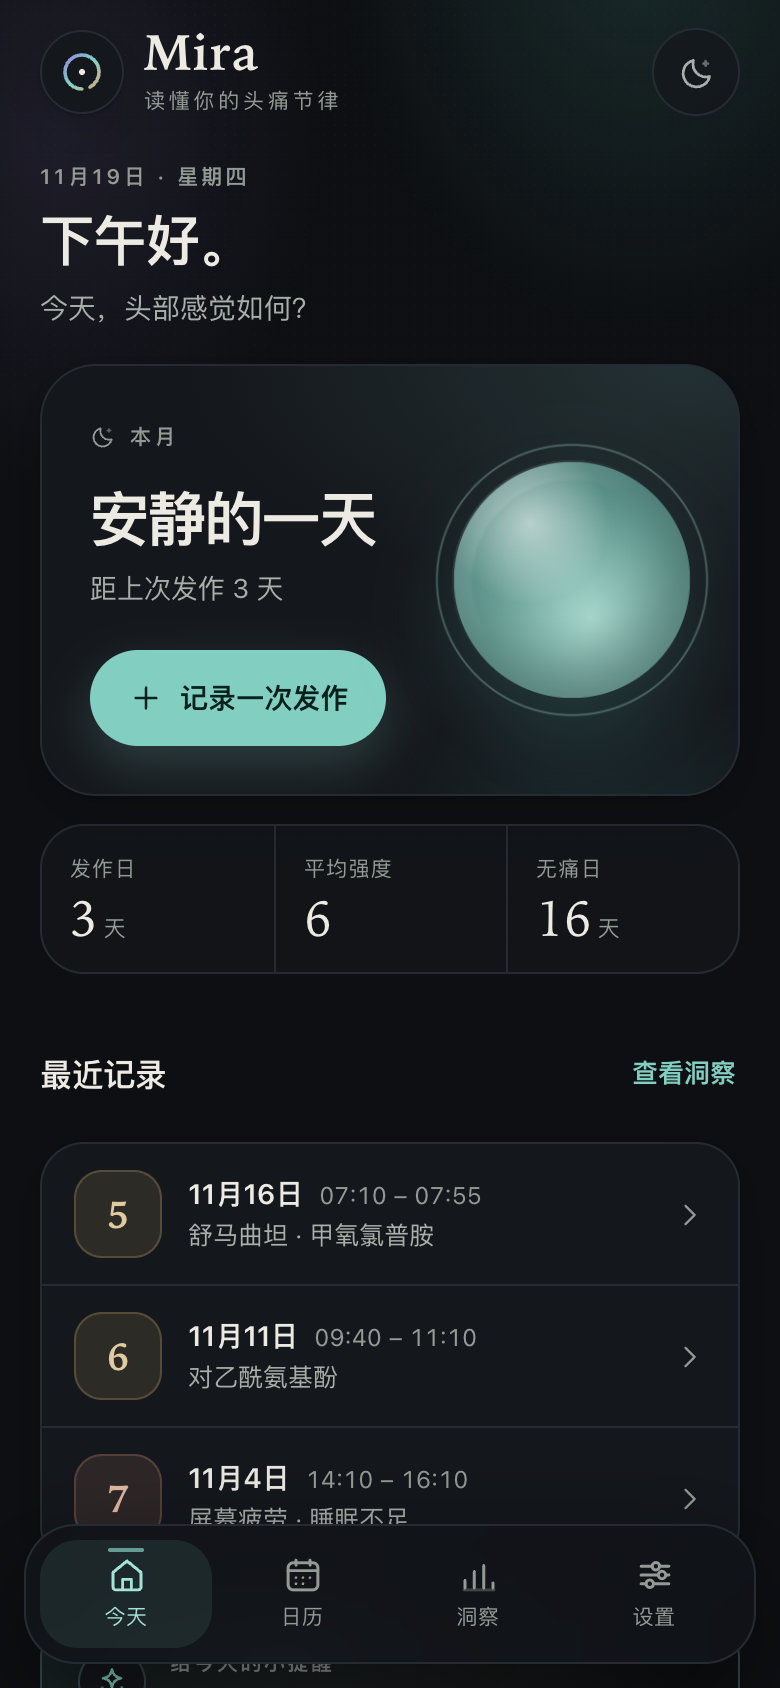 Mira
读懂你的头痛节律
11月19日 · 星期四
下午好。
今天，头部感觉如何?
本月
安静的一天
距上次发作 3 天
记录一次发作
发作日
3 天
平均强度
6
无痛日
16 天
最近记录
查看洞察
5
11月16日 07:10 – 07:55
舒马曲坦 · 甲氧氯普胺
6
11月11日 09:40 – 11:10
对乙酰氨基酚
7
11月4日 14:10 – 16:10
屏幕疲劳 · 睡眠不足
今天
日历
洞察
设置
给今天的小提醒